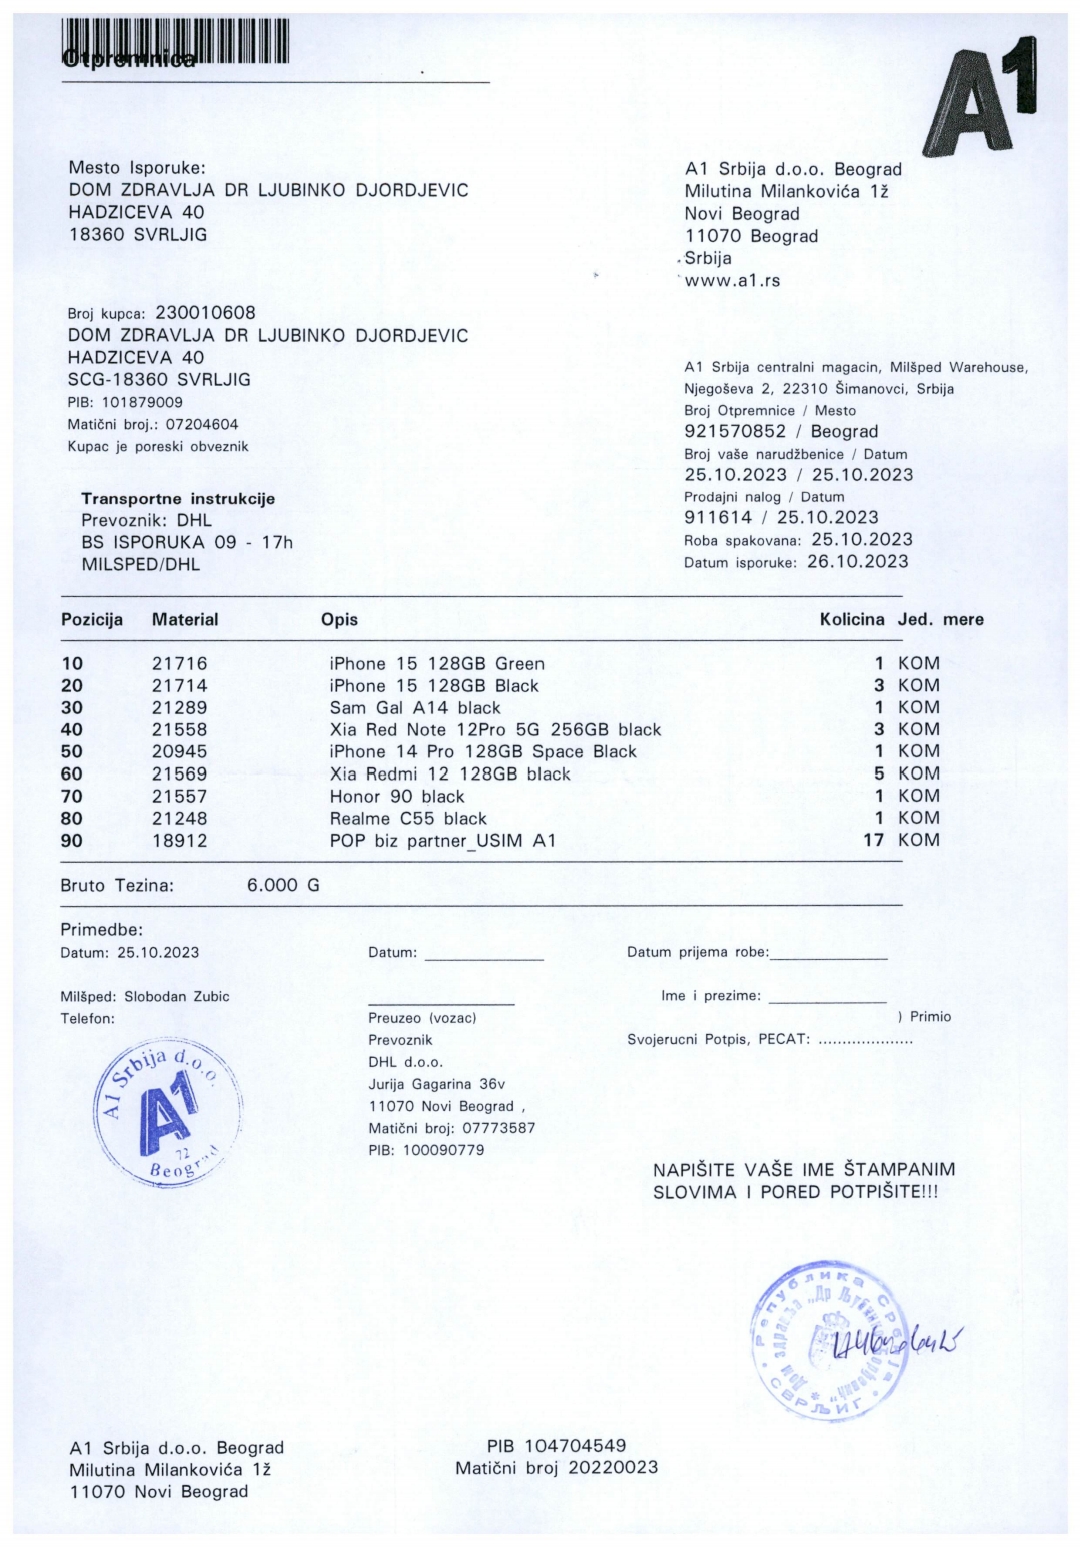 Otpremnica
A1
Mesto Isporuke:
DOM ZDRAVLJA DR LJUBINKO DJORDJEVIC
HADZICEVA 40
18360 SVRLJIG
A1 Srbija d.o.o. Beograd
Milutina Milankovića 1ž
Novi Beograd
11070 Beograd
Srbija
www.a1.rs
Broj kupca: 230010608
DOM ZDRAVLJA DR LJUBINKO DJORDJEVIC
HADZICEVA 40
SCG-18360 SVRLJIG
PIB: 101879009
Matični broj.: 07204604
Kupac je poreski obveznik
A1 Srbija centralni magacin, Milšped Warehouse,
Njegoševa 2, 22310 Šimanovci, Srbija
Broj Otpremnice / Mesto
921570852 / Beograd
Broj vaše narudžbenice / Datum
25.10.2023 / 25.10.2023
Prodajni nalog / Datum
911614 / 25.10.2023
Roba spakovana: 25.10.2023
Datum isporuke: 26.10.2023
Transportne instrukcije
Prevoznik: DHL
BS ISPORUKA 09 - 17h
MILSPED/DHL
Pozicija Material Opis Kolicina Jed. mere
10 21716 iPhone 15 128GB Green 1 KOM
20 21714 iPhone 15 128GB Black 3 KOM
30 21289 Sam Gal A14 black 1 KOM
40 21558 Xia Red Note 12Pro 5G 256GB black 3 KOM
50 20945 iPhone 14 Pro 128GB Space Black 1 KOM
60 21569 Xia Redmi 12 128GB black 5 KOM
70 21557 Honor 90 black 1 KOM
80 21248 Realme C55 black 1 KOM
90 18912 POP biz partner_USIM A1 17 KOM
Bruto Tezina: 6.000 G
Primedbe:
Datum: 25.10.2023
Milšped: Slobodan Zubic
Telefon:
A1 Srbija d.o.o.
A1
72
Beograd
Datum: ______________
Preuzeo (vozac)
Prevoznik
DHL d.o.o.
Jurija Gagarina 36v
11070 Novi Beograd ,
Matični broj: 07773587
PIB: 100090779
Datum prijema robe:______________
Ime i prezime: ______________
) Primio
Svojerucni Potpis, PECAT: .....................
NAPIŠITE VAŠE IME ŠTAMPANIM
SLOVIMA I PORED POTPIŠITE!!!
Република Србија
Дом здравља „Др Љубинко Ђорђевић"
СВРЉИГ
A1 Srbija d.o.o. Beograd
Milutina Milankovića 1ž
11070 Novi Beograd
PIB 104704549
Matični broj 20220023